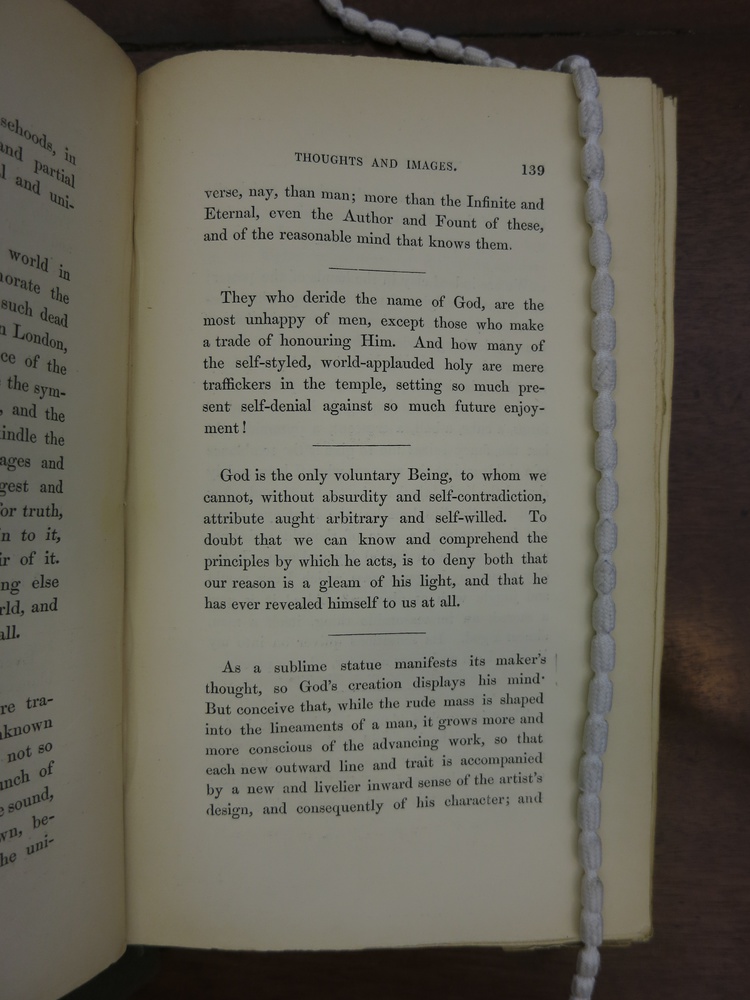 schoods, in
and partial
l and uni-
world in
norate the
such dead
n London,
ce of the
the sym-
, and the
indle the
ages and
gest and
for truth,
n to it,
ir of it.
ng else
rld, and
all.
re tra-
nknown
not so
unch of
e sound,
wn, be-
he uni-
THOUGHTS AND IMAGES. 139
verse, nay, than man; more than the Infinite and
Eternal, even the Author and Fount of these,
and of the reasonable mind that knows them.
They who deride the name of God, are the
most unhappy of men, except those who make
a trade of honouring Him. And how many of
the self-styled, world-applauded holy are mere
traffickers in the temple, setting so much pre-
sent self-denial against so much future enjoy-
ment!
God is the only voluntary Being, to whom we
cannot, without absurdity and self-contradiction,
attribute aught arbitrary and self-willed. To
doubt that we can know and comprehend the
principles by which he acts, is to deny both that
our reason is a gleam of his light, and that he
has ever revealed himself to us at all.
As a sublime statue manifests its maker's
thought, so God's creation displays his mind·
But conceive that, while the rude mass is shaped
into the lineaments of a man, it grows more and
more conscious of the advancing work, so that
each new outward line and trait is accompanied
by a new and livelier inward sense of the artist's
design, and consequently of his character; and